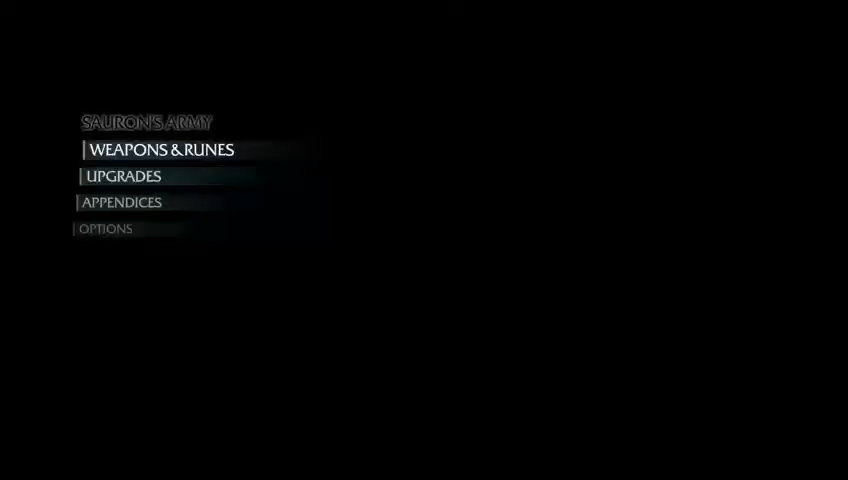 SAURON'S ARMY
WEAPONS & RUNES
UPGRADES
APPENDICES
OPTIONS